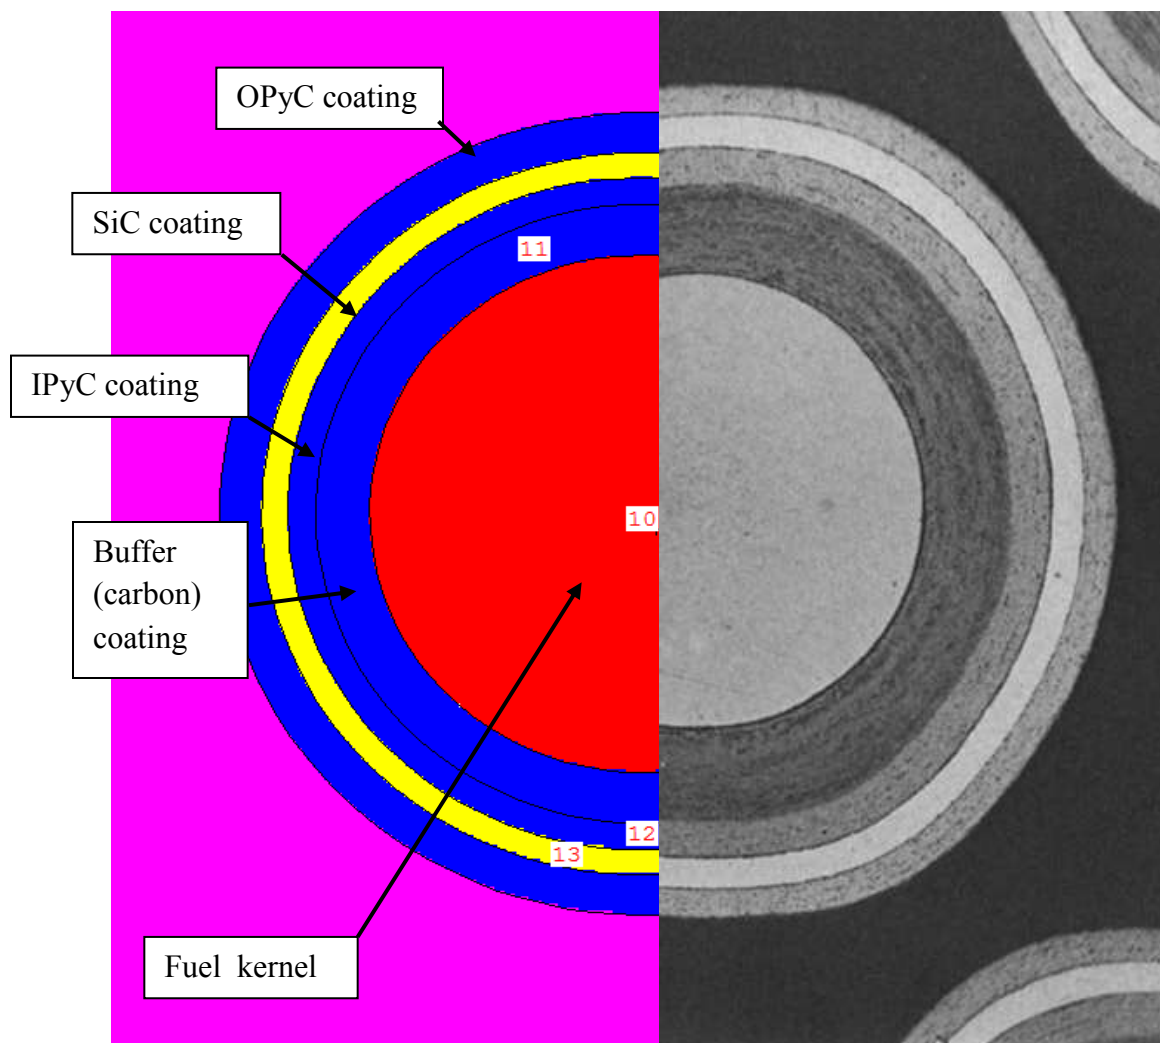 OPyC coating
SiC coating
11
IPyC coating
10
Buffer
(carbon)
coating
12
13
Fuel kernel